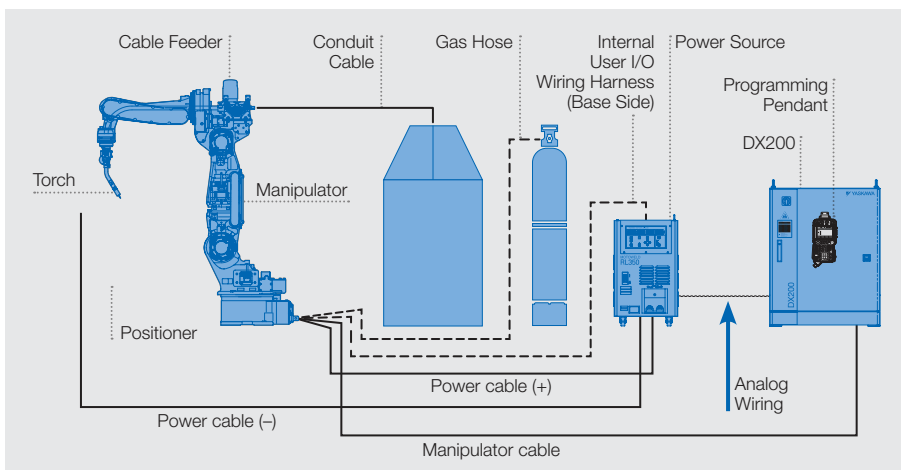 Cable Feeder
Conduit
Cable
Gas Hose
Internal
User I/O
Wiring Harness
(Base Side)
Power Source
Programming
Pendant
DX200
Torch
Manipulator
YASKAWA
RL350
DX200
Positioner
Power cable (+)
Analog
Wiring
Power cable (–)
Manipulator cable